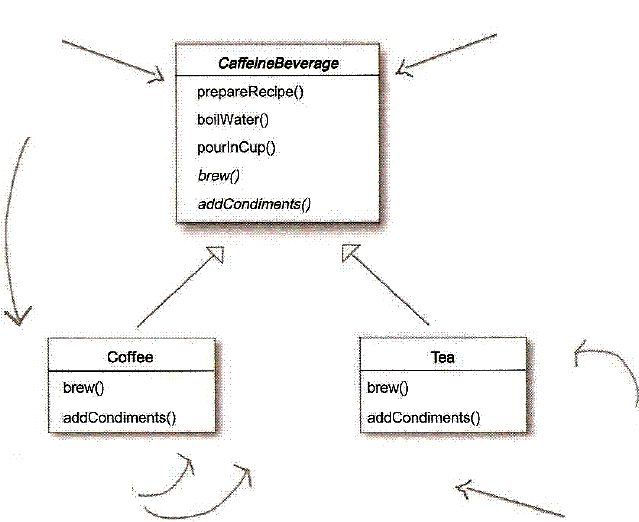 CaffeineBeverage
prepareRecipe()
boilWater()
pourInCup()
brew()
addCondiments()
Coffee
brew()
addCondiments()
Tea
brew()
addCondiments()